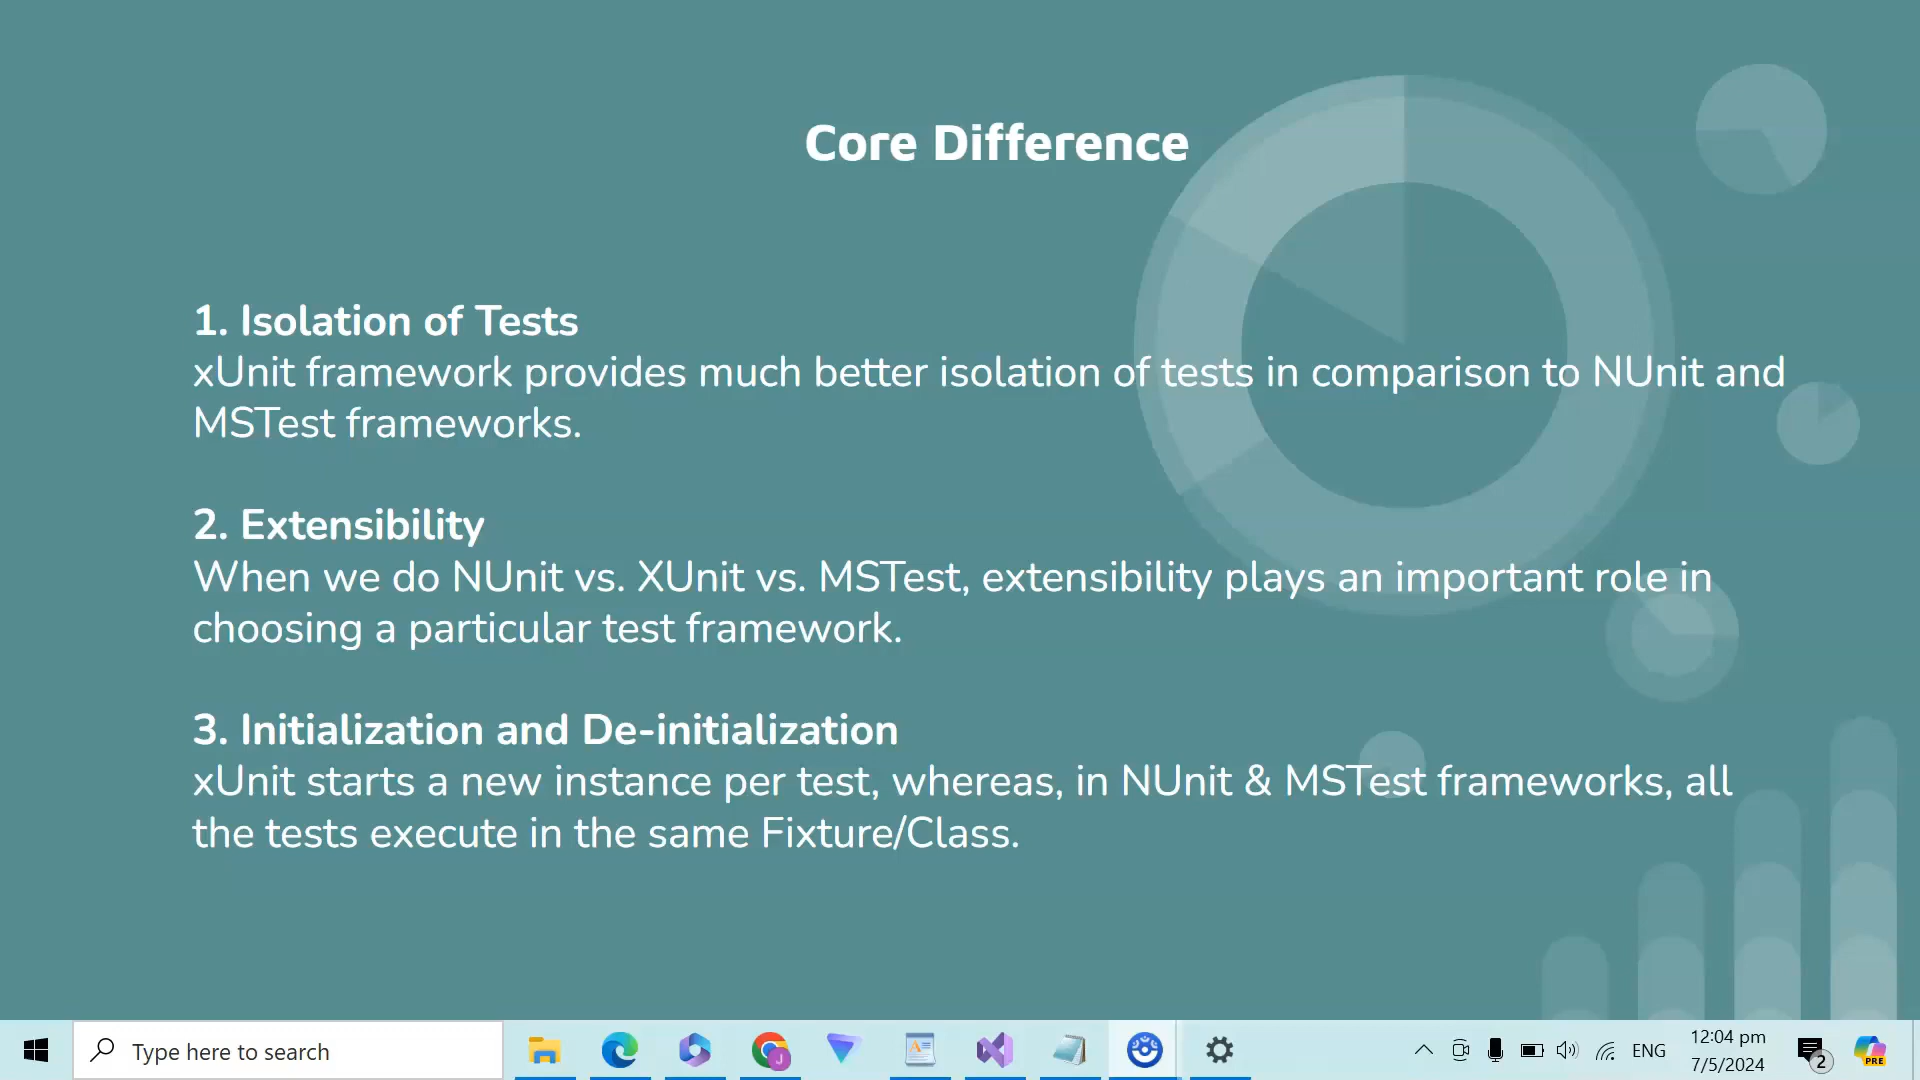 Core Difference
1. Isolation of Tests
xUnit framework provides much better isolation of tests in comparison to NUnit and
MSTest frameworks.
2. Extensibility
When we do NUnit vs. XUnit vs. MSTest, extensibility plays an important role in
choosing a particular test framework.
3. Initialization and De-initialization
xUnit starts a new instance per test, whereas, in NUnit & MSTest frameworks, all
the tests execute in the same Fixture/Class.
Type here to search
J
ENG
12:04 pm
7/5/2024
2
PRE